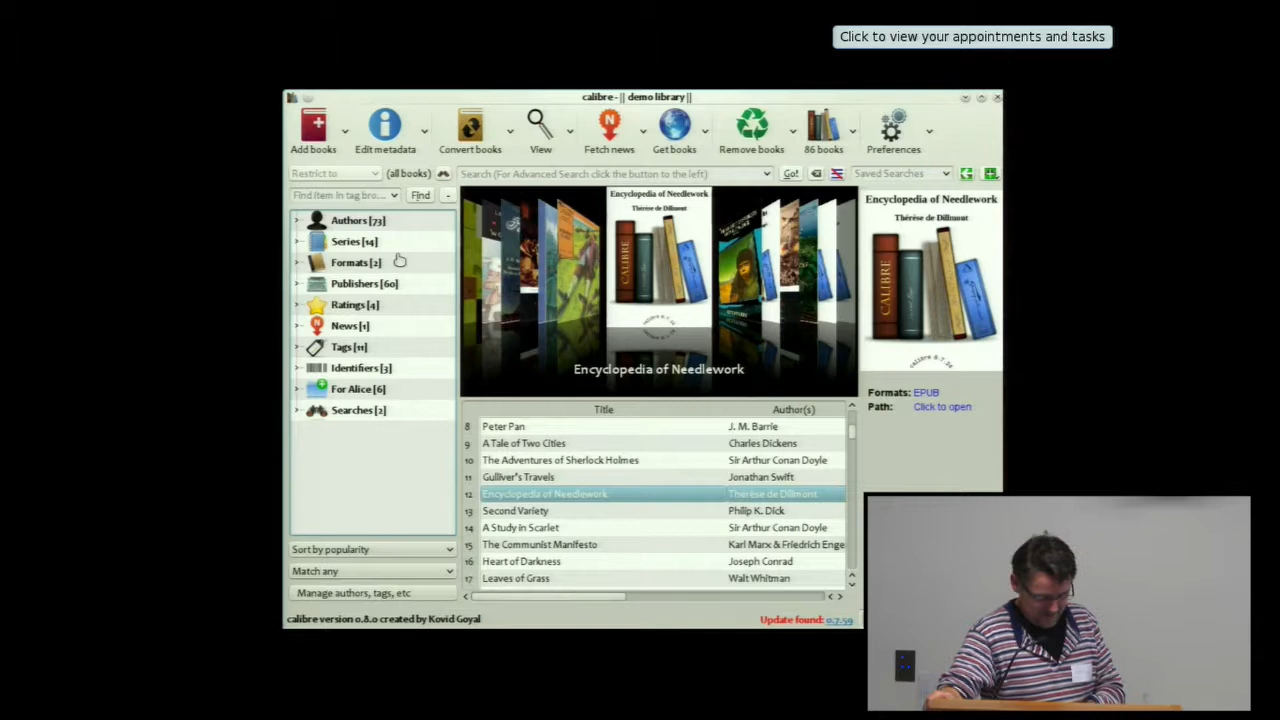 Click to view your appointments and tasks
calibre - || demo library ||
Add books
Edit metadata
Convert books
View
Fetch news
Get books
Remove books
86 books
Preferences
Restrict to
(all books)
Search (For Advanced Search click the button to the left)
Go!
Saved Searches
Find item in tag bro...
Find
-
Authors [73]
Series [14]
Formats [2]
Publishers [60]
Ratings [4]
News [1]
Tags [11]
Identifiers [3]
For Alice [6]
Searches [2]
Sort by popularity
Match any
Manage authors, tags, etc
Encyclopedia of Needlework
Thérèse de Dillmont
CALIBRE
Encyclopedia of Needlework
Title Author(s)
8 Peter Pan J. M. Barrie
9 A Tale of Two Cities Charles Dickens
10 The Adventures of Sherlock Holmes Sir Arthur Conan Doyle
11 Gulliver's Travels Jonathan Swift
12 Encyclopedia of Needlework Thérèse de Dillmont
13 Second Variety Philip K. Dick
14 A Study in Scarlet Sir Arthur Conan Doyle
15 The Communist Manifesto Karl Marx & Friedrich Enge
16 Heart of Darkness Joseph Conrad
17 Leaves of Grass Walt Whitman
Encyclopedia of Needlework
Thérèse de Dillmont
CALIBRE
Formats: EPUB
Path: Click to open
calibre version 0.8.0 created by Kovid Goyal
Update found: 0.7.59